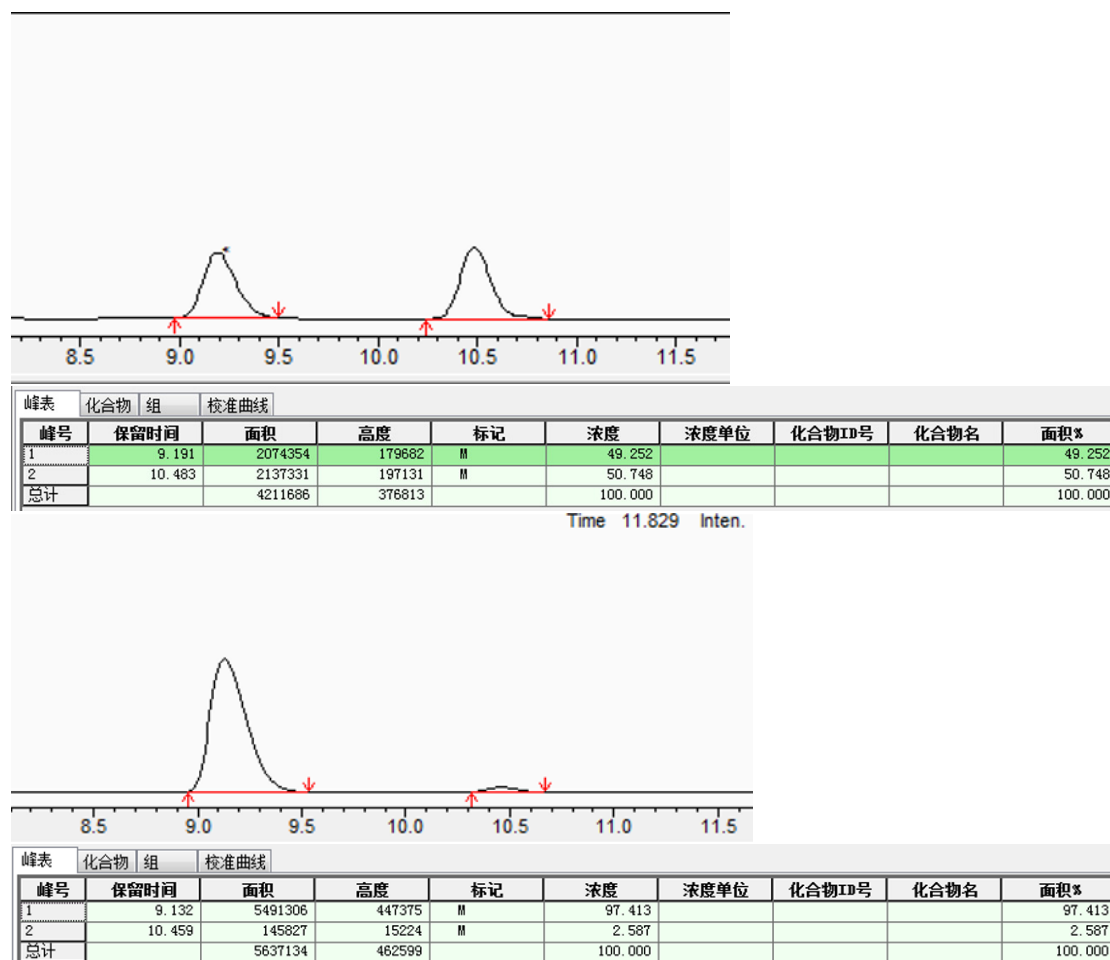 8.5 9.0 9.5 10.0 10.5 11.0 11.5
峰表 化合物 组 校准曲线
峰号 保留时间 面积 高度 标记 浓度 浓度单位 化合物ID号 化合物名 面积%
1 9.191 2074354 179682 M 49.252 49.252
2 10.483 2137331 197131 M 50.748 50.748
总计 4211686 376813 100.000 100.000
Time 11.829 Inten.
8.5 9.0 9.5 10.0 10.5 11.0 11.5
峰表 化合物 组 校准曲线
峰号 保留时间 面积 高度 标记 浓度 浓度单位 化合物ID号 化合物名 面积%
1 9.132 5491306 447375 M 97.413 97.413
2 10.459 145827 15224 M 2.587 2.587
总计 5637134 462599 100.000 100.000